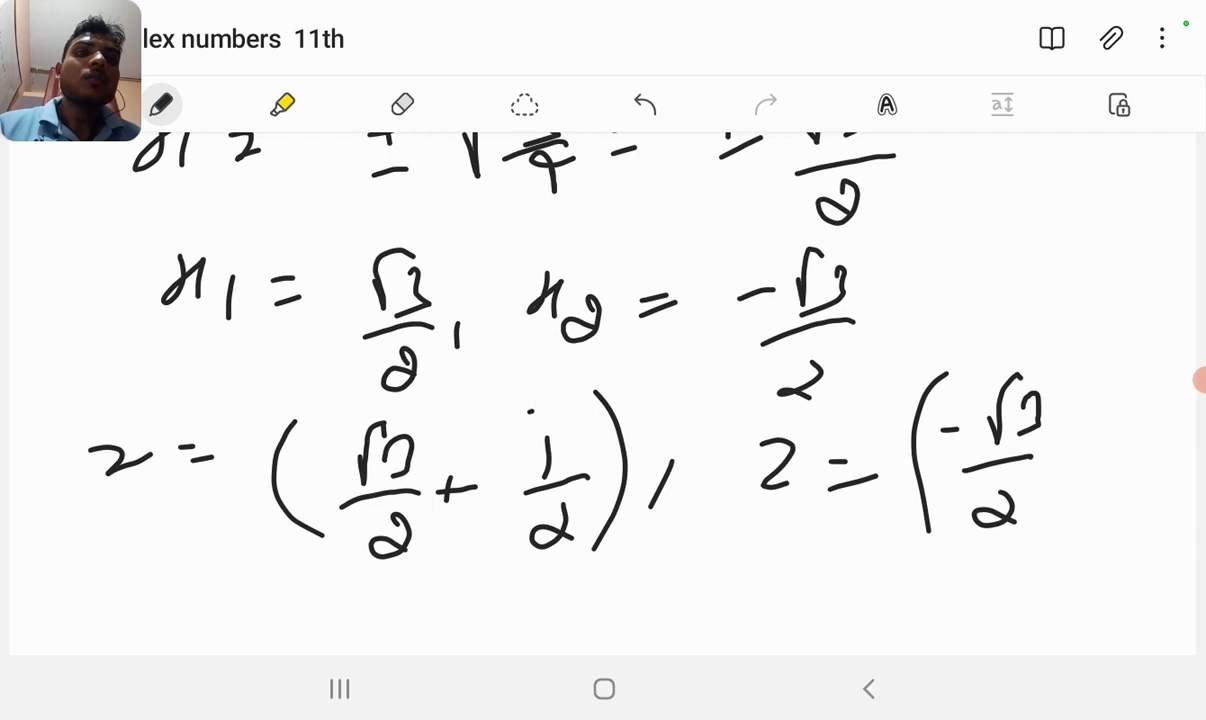 lex numbers 11th
x₁ = √3/2, x₂ = -√3/2
z = (√3/2 + i/2), z = (-√3/2